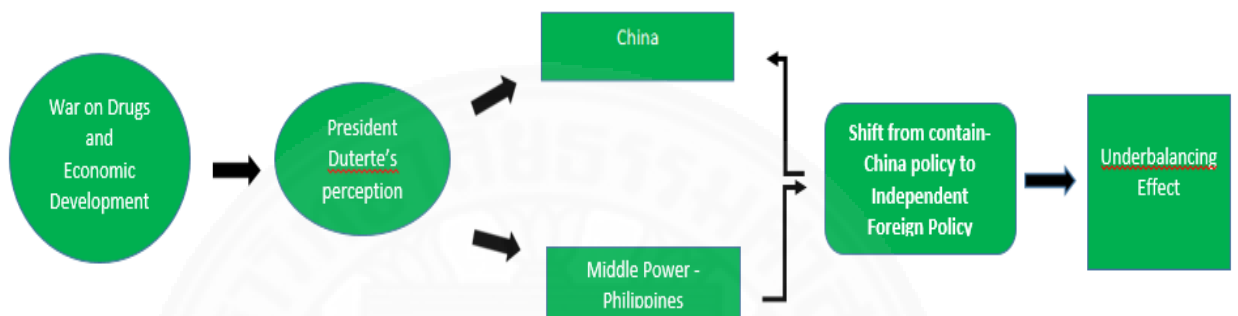 War on Drugs
and
Economic
Development
President
Duterte's
perception
China
Middle Power -
Philippines
Shift from contain-
China policy to
Independent
Foreign Policy
Underbalancing
Effect